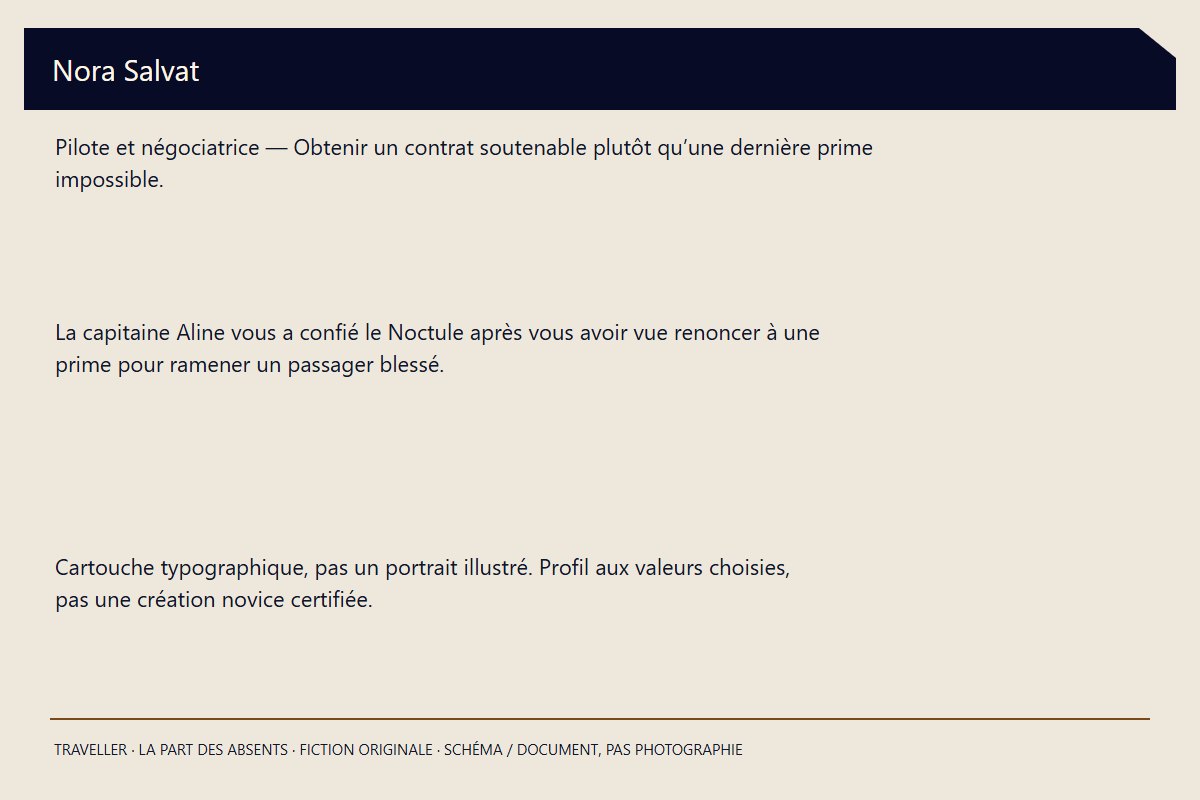 Nora Salvat
Pilote et négociatrice — Obtenir un contrat soutenable plutôt qu’une dernière prime
impossible.
La capitaine Aline vous a confié le Noctule après vous avoir vue renoncer à une
prime pour ramener un passager blessé.
Cartouche typographique, pas un portrait illustré. Profil aux valeurs choisies,
pas une création novice certifiée.
TRAVELLER · LA PART DES ABSENTS · FICTION ORIGINALE · SCHÉMA / DOCUMENT, PAS PHOTOGRAPHIE